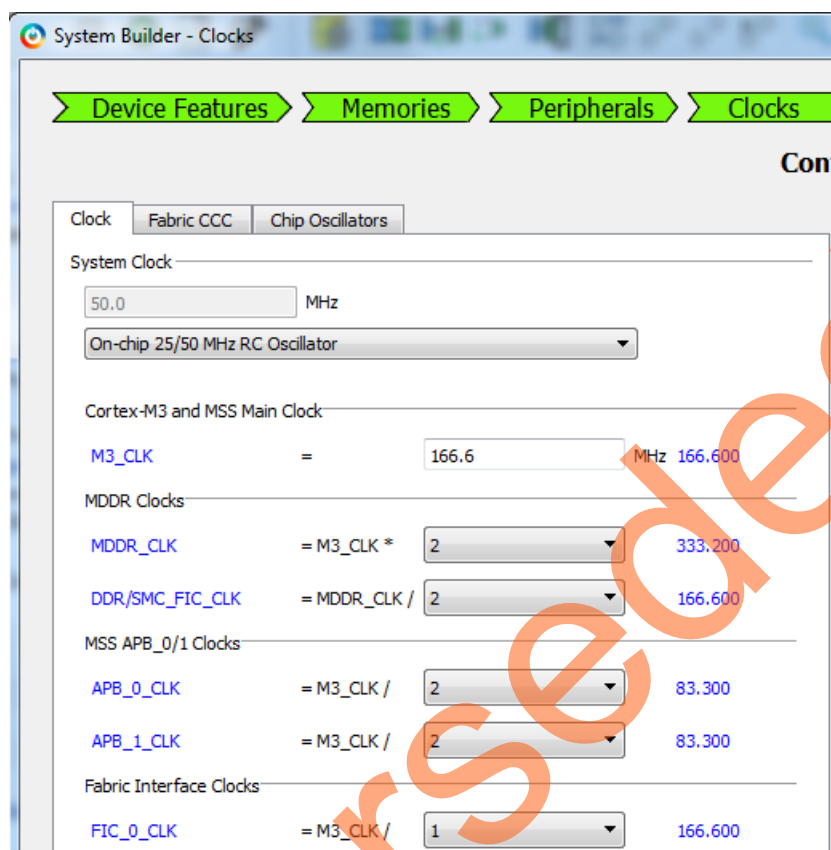 System Builder - Clocks
Device Features Memories Peripherals Clocks
Con
Clock Fabric CCC Chip Oscillators
System Clock
50.0 MHz
On-chip 25/50 MHz RC Oscillator
Cortex-M3 and MSS Main Clock
M3_CLK = 166.6 MHz 166.600
MDDR Clocks
MDDR_CLK = M3_CLK * 2 333.200
DDR/SMC_FIC_CLK = MDDR_CLK / 2 166.600
MSS APB_0/1 Clocks
APB_0_CLK = M3_CLK / 2 83.300
APB_1_CLK = M3_CLK / 2 83.300
Fabric Interface Clocks
FIC_0_CLK = M3_CLK / 1 166.600
rsede